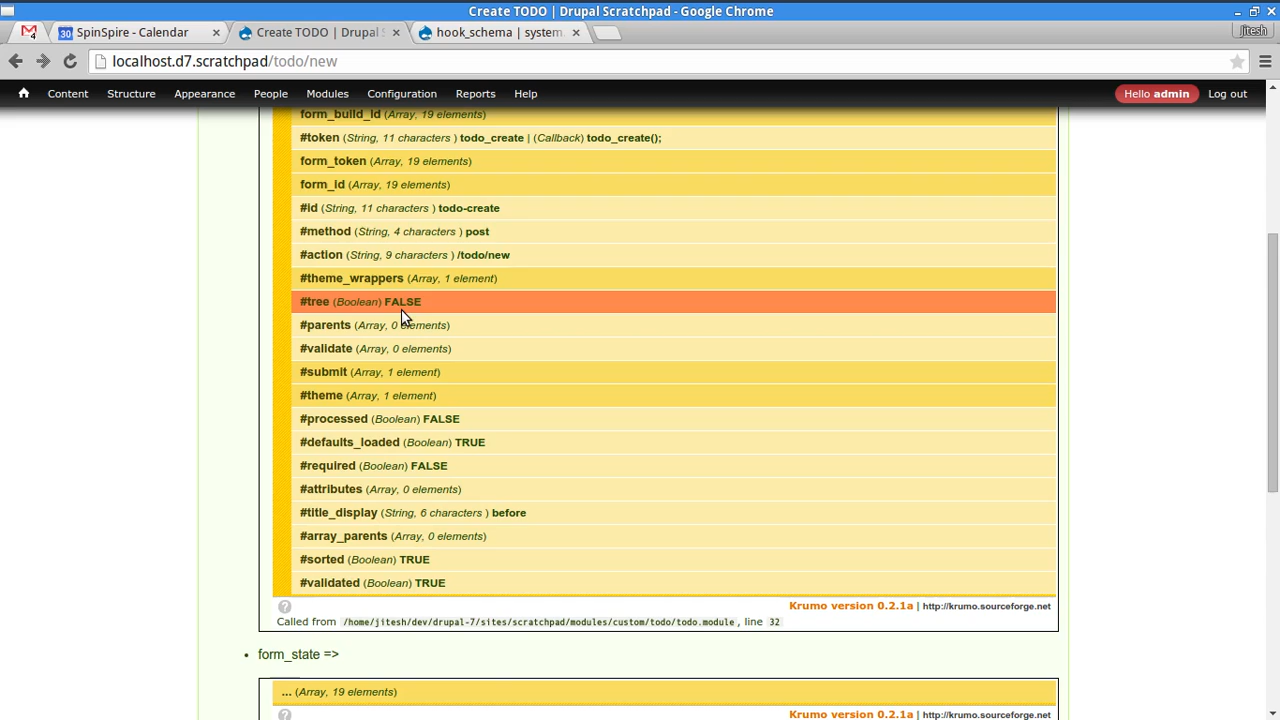 Create TODO | Drupal Scratchpad - Google Chrome
4
30 SpinSpire - Calendar ×
Create TODO | Drupal S ×
hook_schema | system. ×
jitesh
localhost.d7.scratchpad/todo/new
Content Structure Appearance People Modules Configuration Reports Help Hello admin Log out
form_build_id (Array, 19 elements)
#token (String, 11 characters ) todo_create | (Callback) todo_create();
form_token (Array, 19 elements)
form_id (Array, 19 elements)
#id (String, 11 characters ) todo-create
#method (String, 4 characters ) post
#action (String, 9 characters ) /todo/new
#theme_wrappers (Array, 1 element)
#tree (Boolean) FALSE
#parents (Array, 0 elements)
#validate (Array, 0 elements)
#submit (Array, 1 element)
#theme (Array, 1 element)
#processed (Boolean) FALSE
#defaults_loaded (Boolean) TRUE
#required (Boolean) FALSE
#attributes (Array, 0 elements)
#title_display (String, 6 characters ) before
#array_parents (Array, 0 elements)
#sorted (Boolean) TRUE
#validated (Boolean) TRUE
? Krumo version 0.2.1a | http://krumo.sourceforge.net
Called from /home/jitesh/dev/drupal-7/sites/scratchpad/modules/custom/todo/todo.module, line 32
• form_state =>
... (Array, 19 elements)
? Krumo version 0.2.1a | http://krumo.sourceforge.net